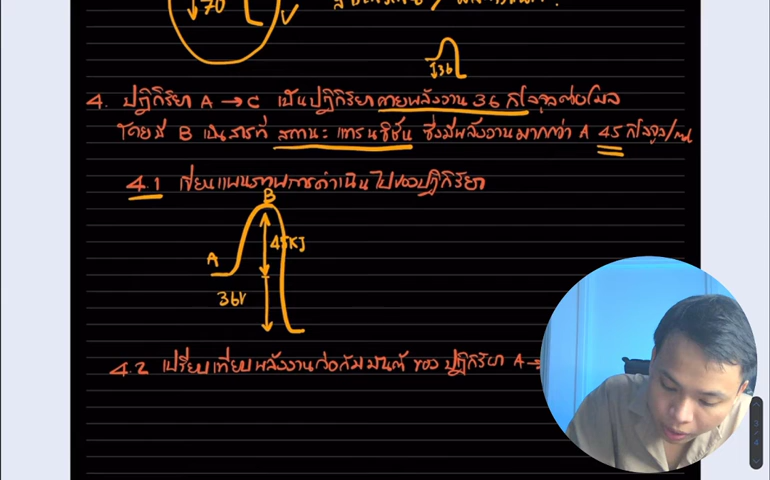 ↓70
↓36
4. ปฏิกิริยา A → C เป็นปฏิกิริยาคายพลังงาน 36 กิโลจูลต่อโมล
โดยมี B เป็นสารที่ สถานะแทรนซิชัน ซึ่งมีพลังงานมากกว่า A 45 กิโลจูล/mol
4.1 เขียนแผนภาพการดำเนินไปของปฏิกิริยา
B
45KJ
A
36k
4.2 เปรียบเทียบพลังงานก่อกัมมันต์ ของ ปฏิกิริยา A →
3
4